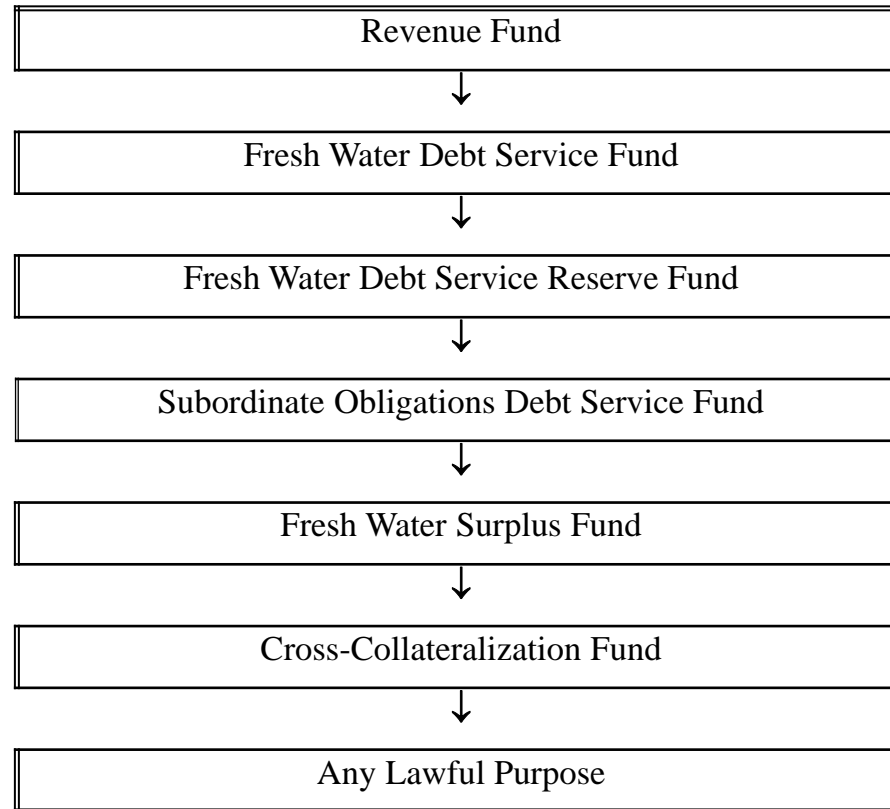 Revenue Fund
Fresh Water Debt Service Fund
Fresh Water Debt Service Reserve Fund
Subordinate Obligations Debt Service Fund
Fresh Water Surplus Fund
Cross-Collateralization Fund
Any Lawful Purpose